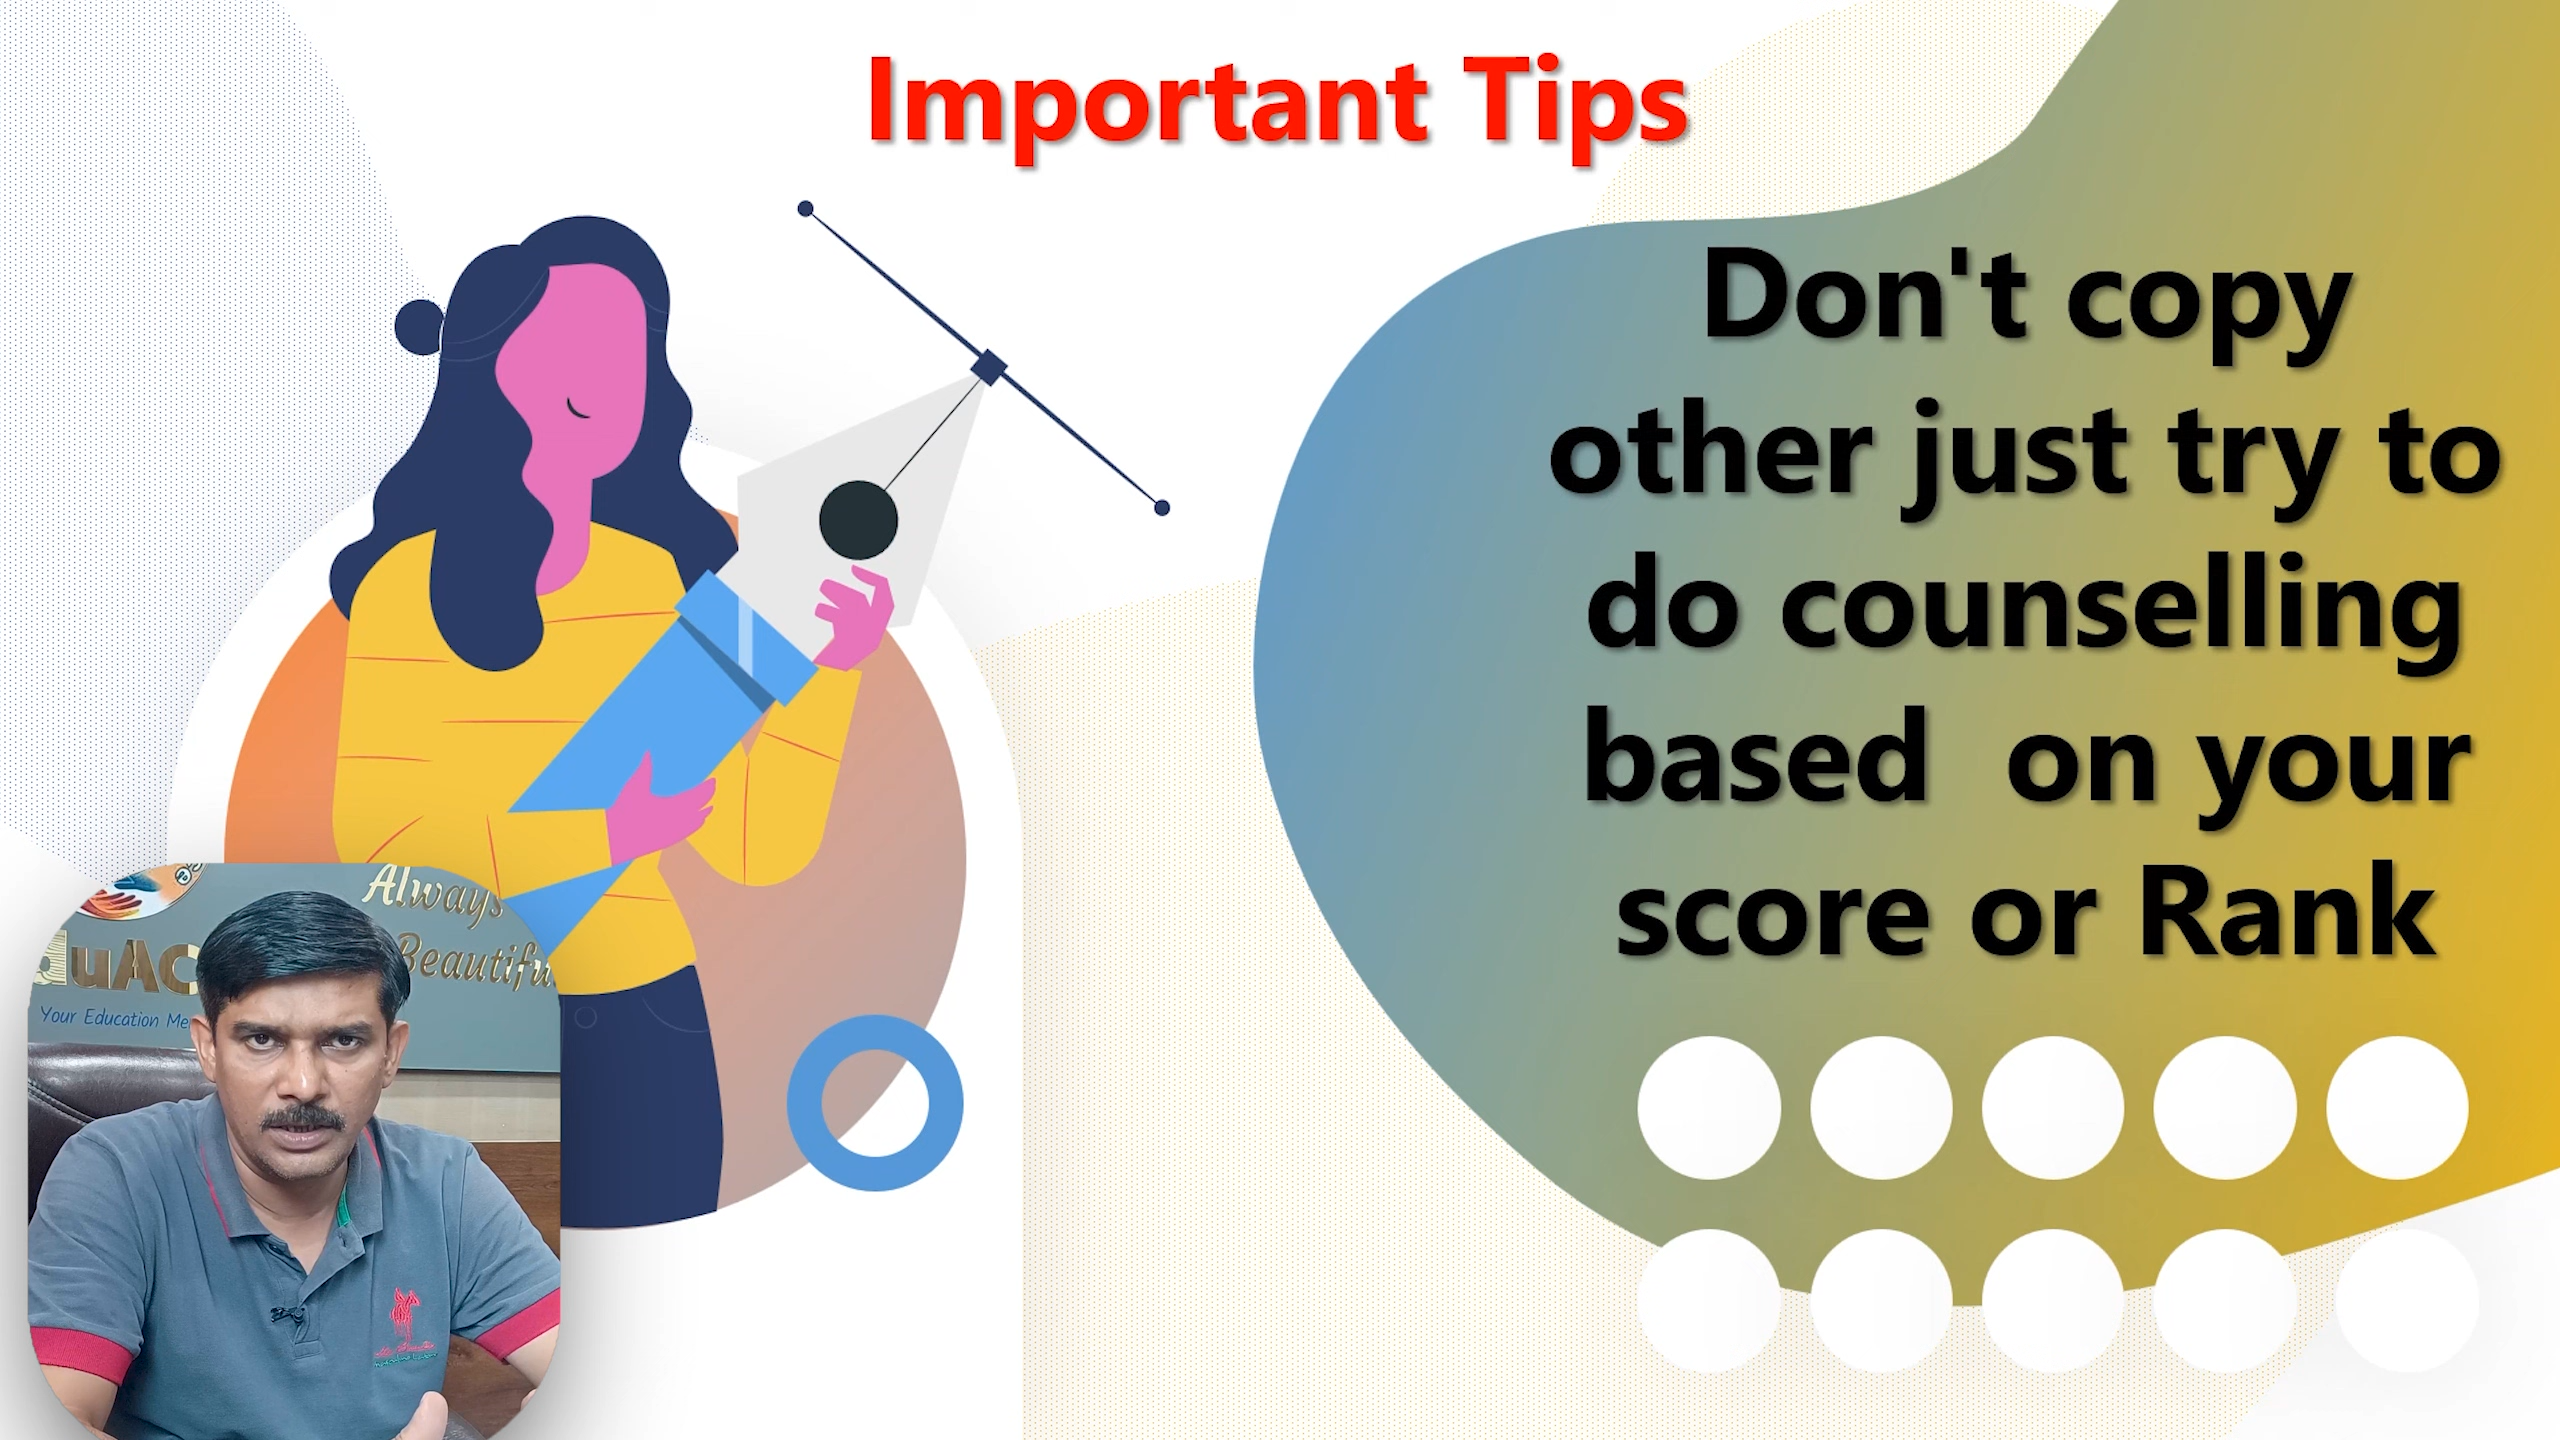 Important Tips
Don't copy
other just try to
do counselling
based  on your
score or Rank
Always
Beautiful
duAC
Your Education Me